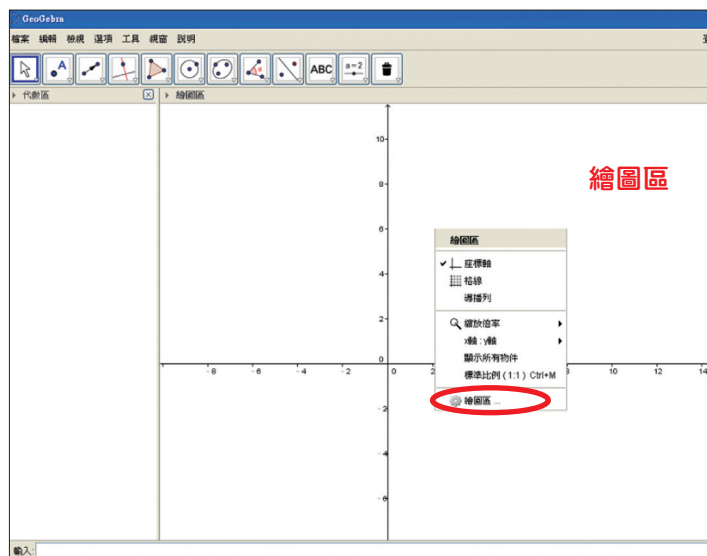 GeoGebra
檔案 編輯 檢視 選項 工具 視窗 說明
A
α
ABC
a=2
代數區
繪圖區
繪圖區
10
8
6
4
2
0
-2
-4
-6
-8
-6
-4
-2
0
2
8
10
12
14
繪圖區
座標軸
格線
導播列
縮放倍率
x軸 : y軸
顯示所有物件
標準比例 (1:1) Ctrl+M
繪圖區 ...
輸入: